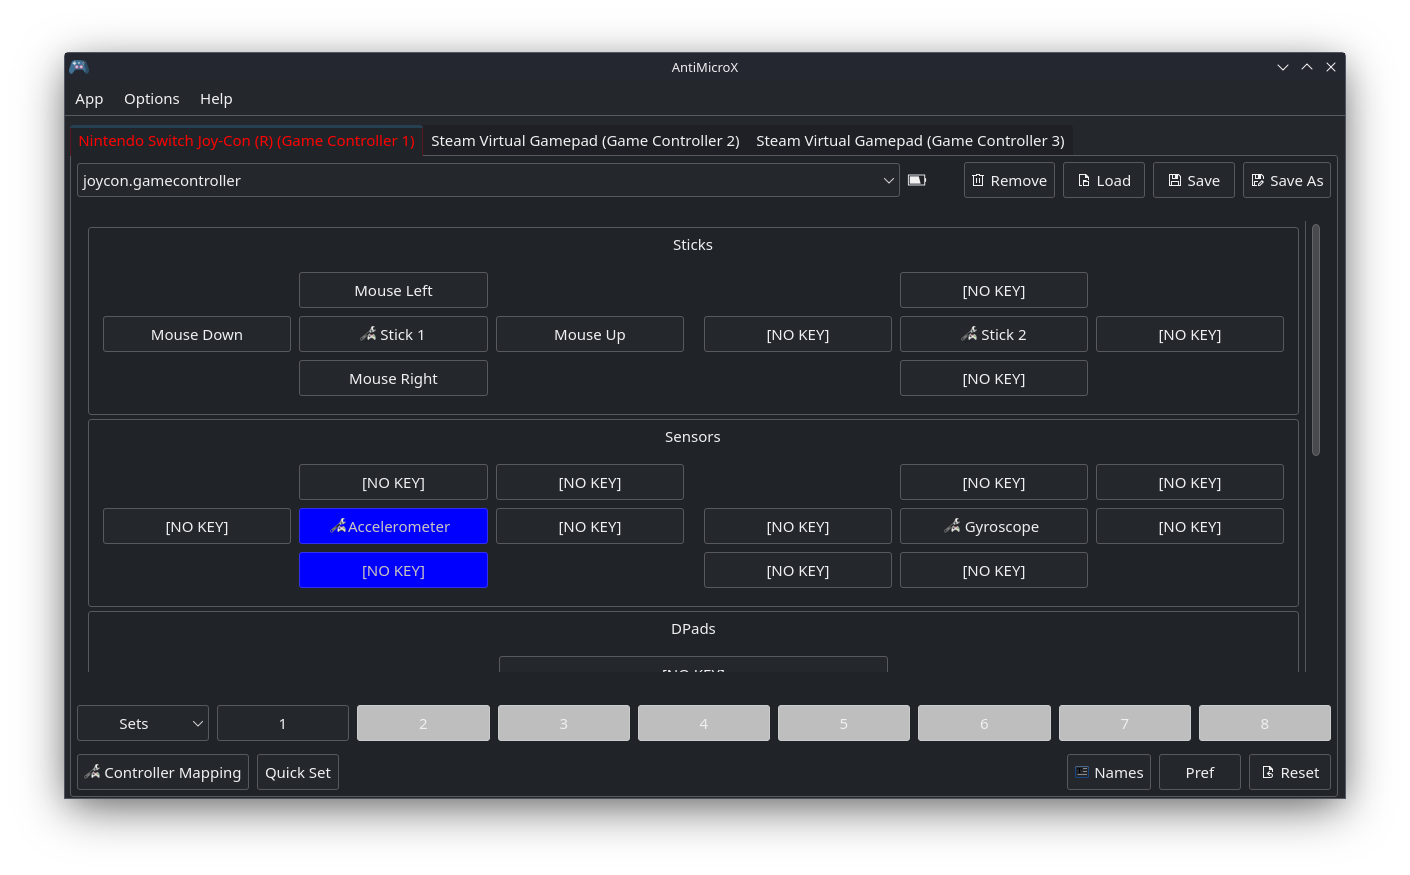 AntiMicroX
App Options Help
Nintendo Switch Joy-Con (R) (Game Controller 1) Steam Virtual Gamepad (Game Controller 2) Steam Virtual Gamepad (Game Controller 3)
joycon.gamecontroller Remove Load Save Save As
Sticks
Mouse Left [NO KEY]
Mouse Down Stick 1 Mouse Up [NO KEY] Stick 2 [NO KEY]
Mouse Right [NO KEY]
Sensors
[NO KEY] [NO KEY] [NO KEY] [NO KEY]
[NO KEY] Accelerometer [NO KEY] [NO KEY] Gyroscope [NO KEY]
[NO KEY] [NO KEY] [NO KEY]
DPads
[NO KEY]
Sets 1 2 3 4 5 6 7 8
Controller Mapping Quick Set Names Pref Reset